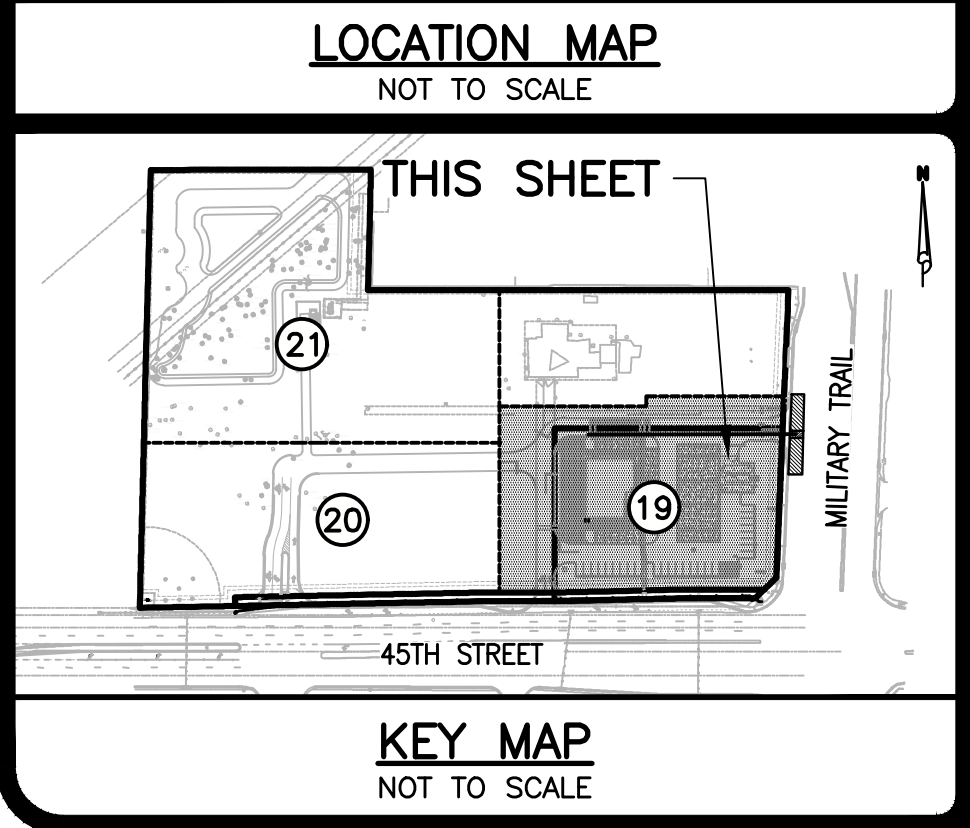 LOCATION MAP
NOT TO SCALE
THIS SHEET
N
21
MILITARY TRAIL
19
20
45TH STREET
KEY MAP
NOT TO SCALE